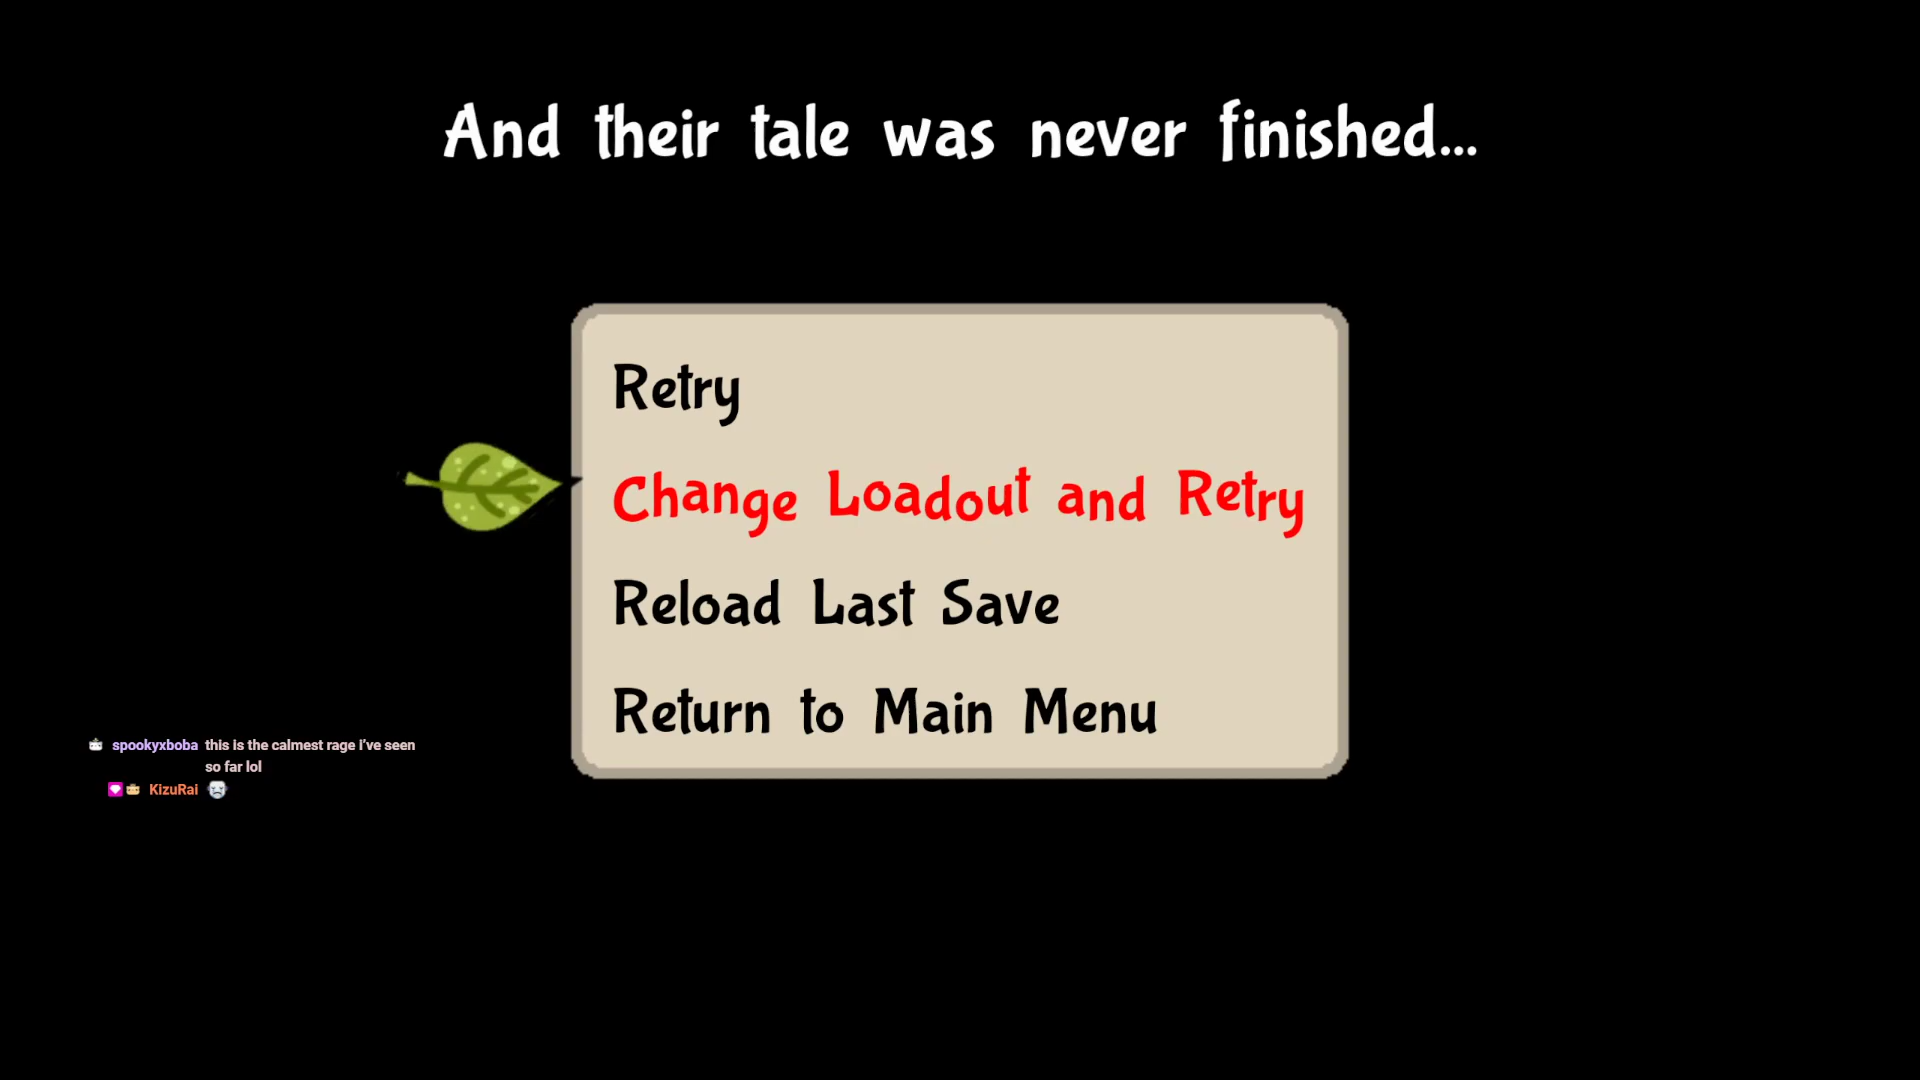 And their tale was never finished...
Retry
Change Loadout and Retry
Reload Last Save
Return to Main Menu
spookyxboba this is the calmest rage i've seen
so far lol
KizuRai